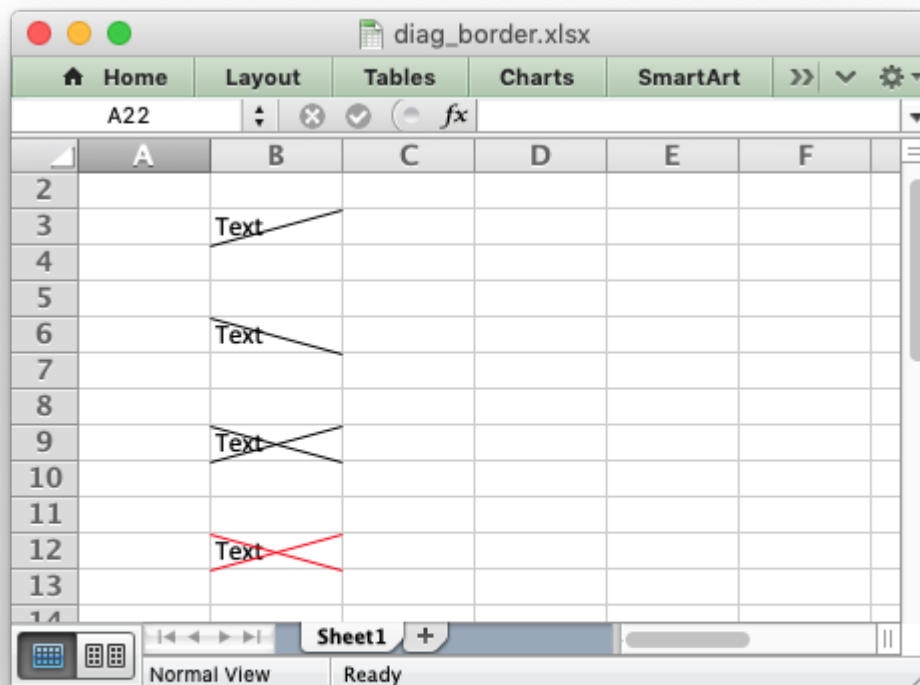 diag_border.xlsx
Home Layout Tables Charts SmartArt
A22 fx
A B C D E F
2
3 Text
4
5
6 Text
7
8
9 Text
10
11
12 Text
13
14
Sheet1 +
Normal View Ready